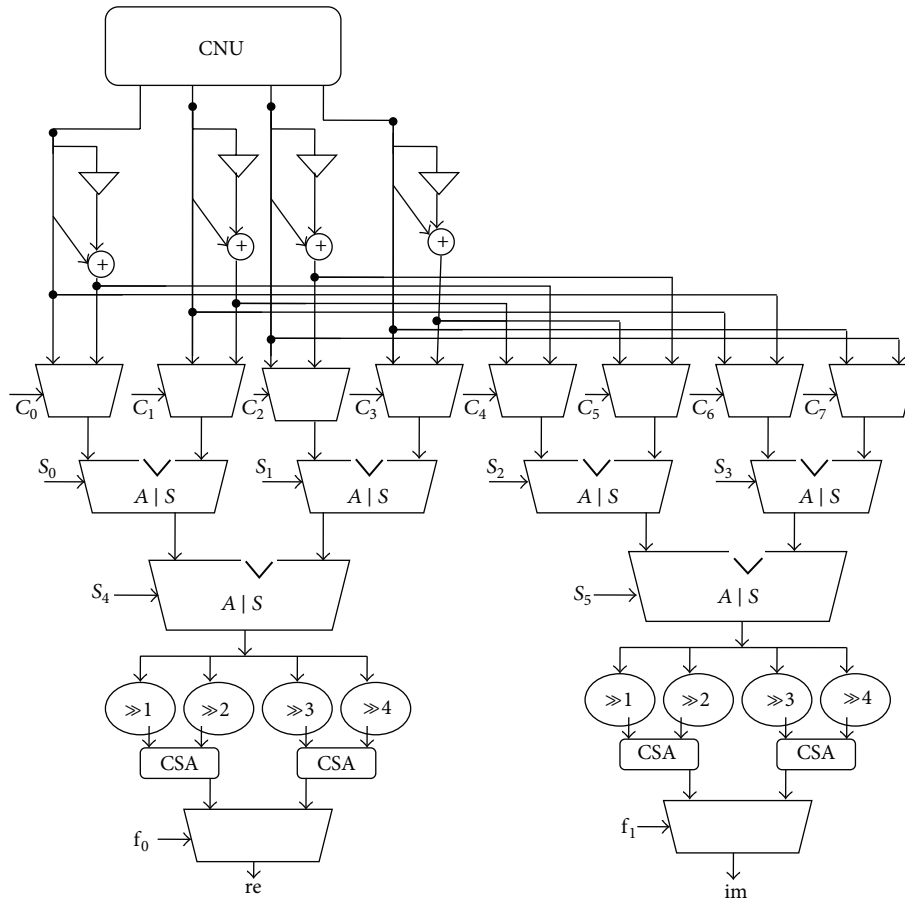 CNU
+
+
+
+
C₀
C₁
C₂
C₃
C₄
C₅
C₆
C₇
S₀
A | S
S₁
A | S
S₂
A | S
S₃
A | S
S₄
A | S
S₅
A | S
≫1
≫2
≫3
≫4
≫1
≫2
≫3
≫4
CSA
CSA
CSA
CSA
f₀
f₁
re
im